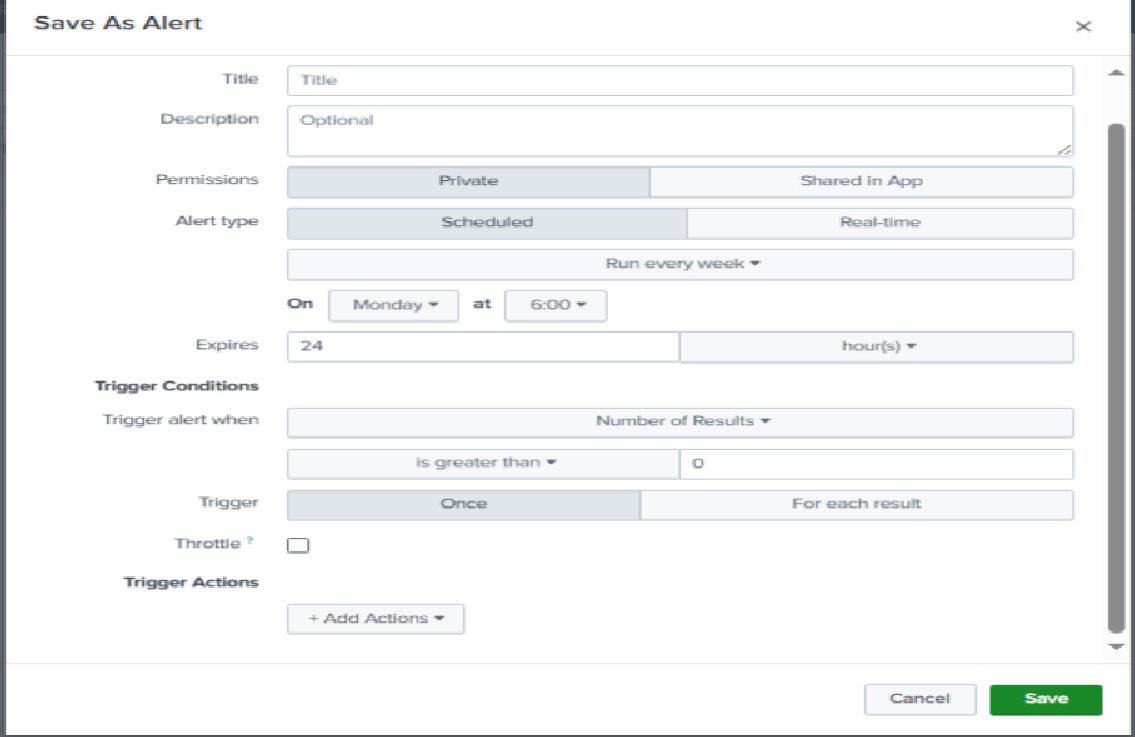 Save As Alert ×
Title Title
Description Optional
Permissions Private Shared in App
Alert type Scheduled Real-time
Run every week
On Monday at 6:00
Expires 24 hour(s)
Trigger Conditions
Trigger alert when Number of Results
is greater than 0
Trigger Once For each result
Throttle ?
Trigger Actions
+ Add Actions
Cancel Save